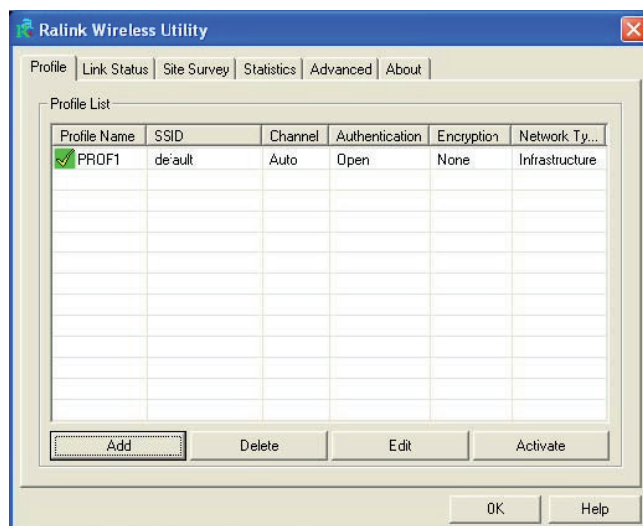 Ralink Wireless Utility
Profile Link Status Site Survey Statistics Advanced About
Profile List
Profile Name SSID Channel Authentication Encryption Network Ty...
PROF1 default Auto Open None Infrastructure
Add Delete Edit Activate
OK Help